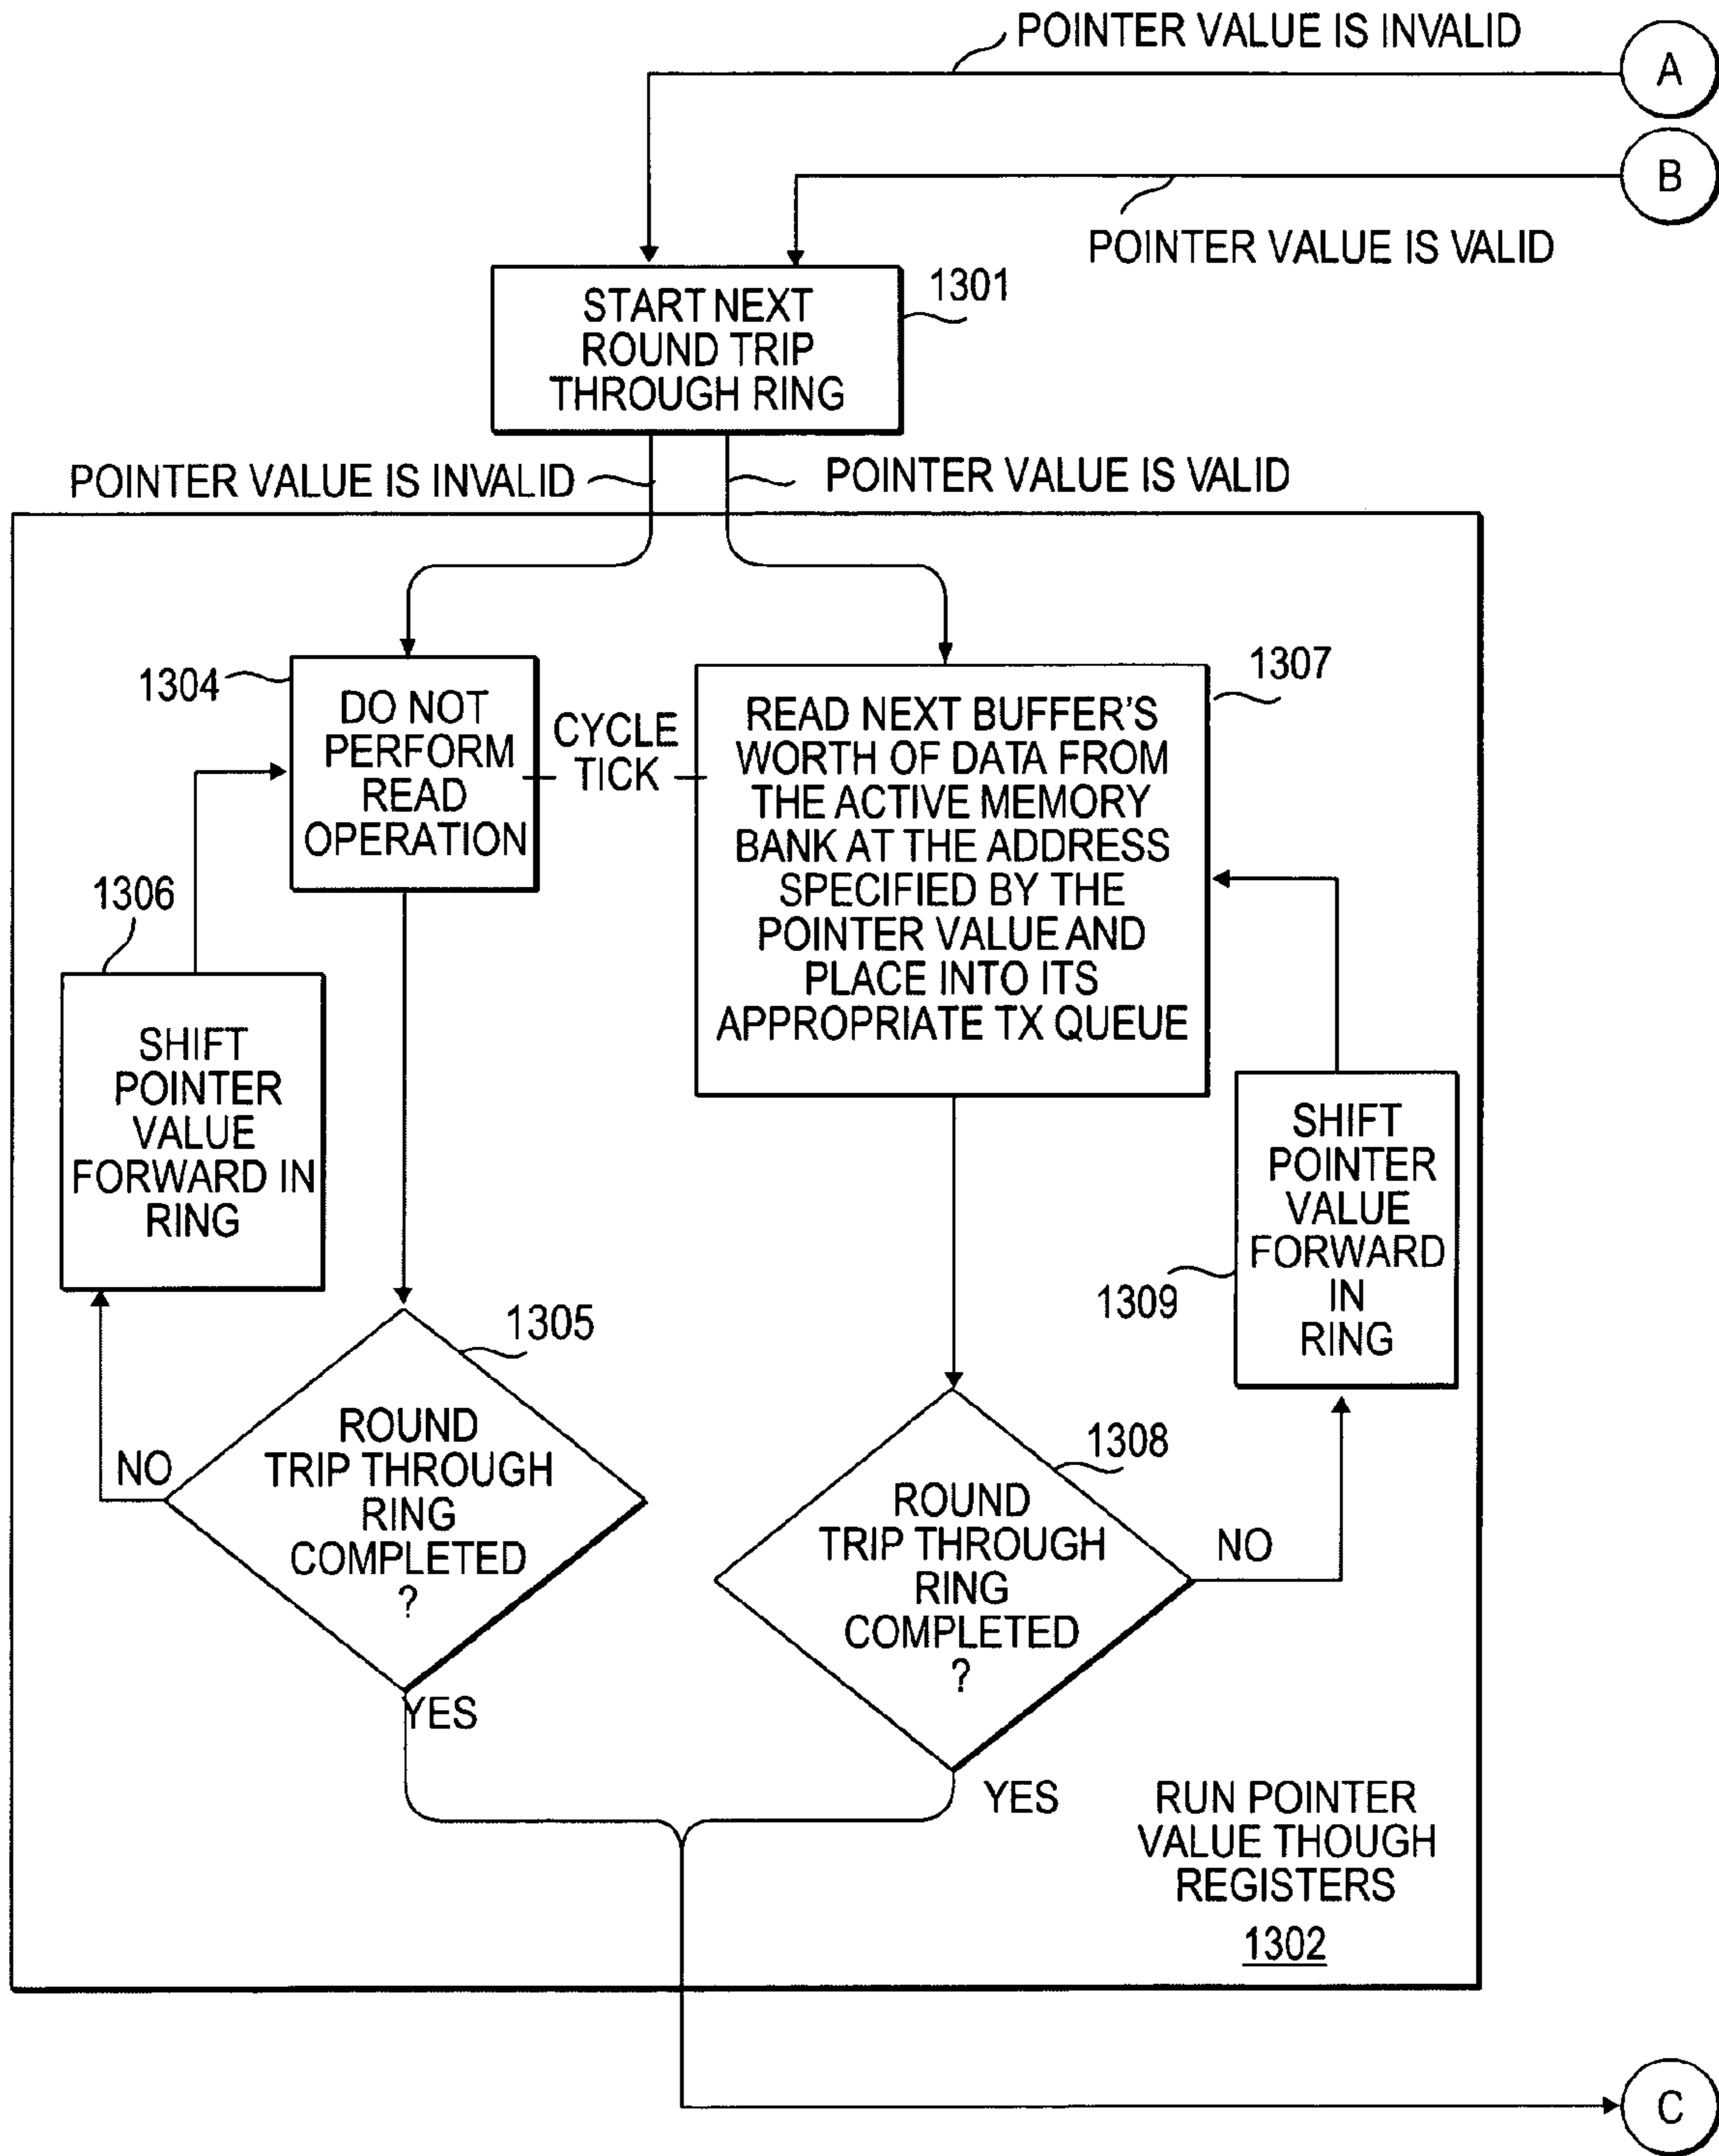 POINTER VALUE IS INVALID
A
B
POINTER VALUE IS VALID
1301
START NEXT
ROUND TRIP
THROUGH RING
POINTER VALUE IS INVALID
POINTER VALUE IS VALID
1304
DO NOT
PERFORM
READ
OPERATION
CYCLE
TICK
1307
READ NEXT BUFFER'S
WORTH OF DATA FROM
THE ACTIVE MEMORY
BANK AT THE ADDRESS
SPECIFIED BY THE
POINTER VALUE AND
PLACE INTO ITS
APPROPRIATE TX QUEUE
1306
SHIFT
POINTER
VALUE
FORWARD IN
RING
SHIFT
POINTER
VALUE
FORWARD
IN
RING
1309
1305
ROUND
TRIP THROUGH
RING
COMPLETED
?
NO
YES
1308
ROUND
TRIP THROUGH
RING
COMPLETED
?
NO
YES
RUN POINTER
VALUE THOUGH
REGISTERS
1302
C